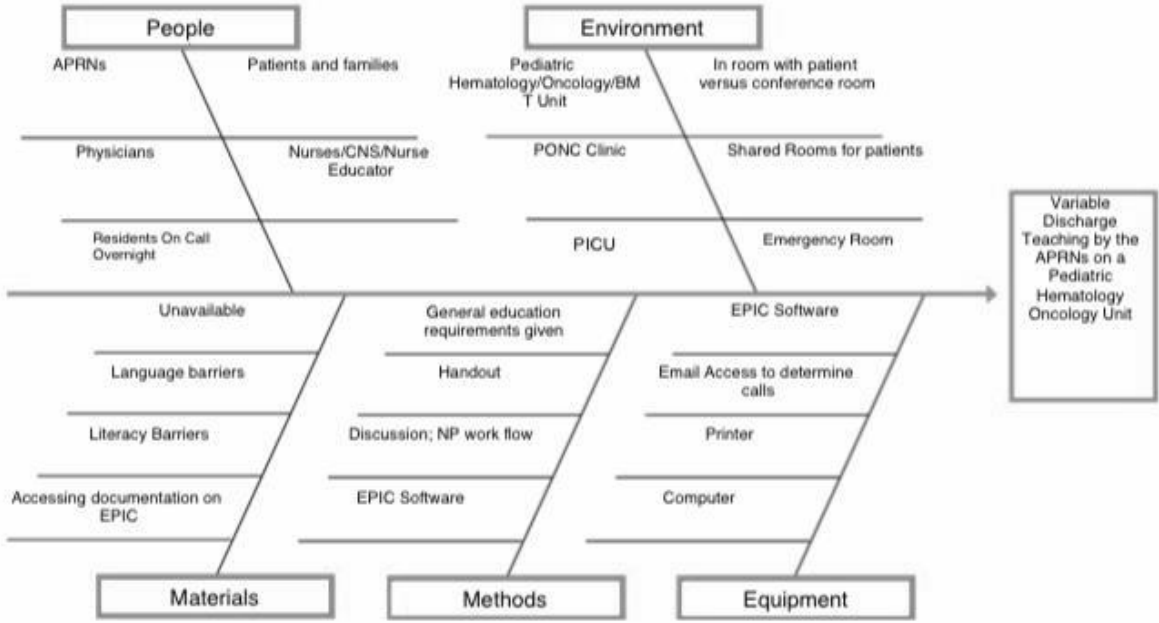 People
Environment
APRNs
Patients and families
Pediatric
Hematology/Oncology/BM
T Unit
In room with patient
versus conference room
Physicians
Nurses/CNS/Nurse
Educator
PONC Clinic
Shared Rooms for patients
Residents On Call
Overnight
PICU
Emergency Room
Variable
Discharge
Teaching by the
APRNs on a
Pediatric
Hematology
Oncology Unit
Unavailable
Language barriers
Literacy Barriers
Accessing documentation on
EPIC
General education
requirements given
Handout
Discussion; NP work flow
EPIC Software
EPIC Software
Email Access to determine
calls
Printer
Computer
Materials
Methods
Equipment